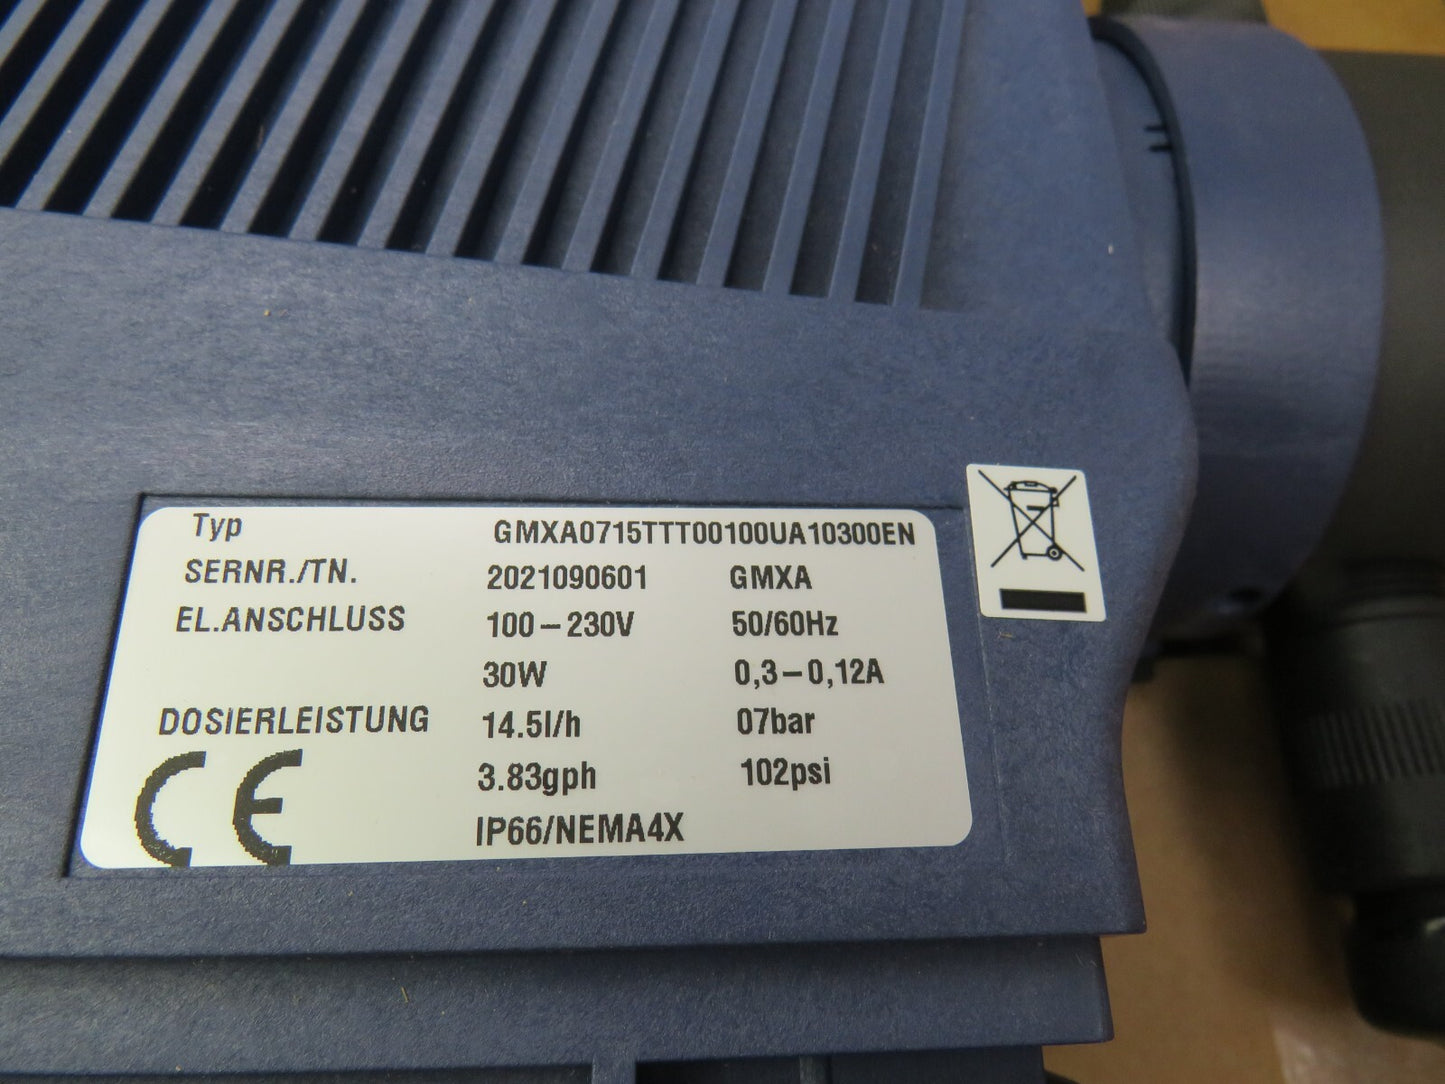 Typ GMXA0715TTT00100UA10300EN
SERNR./TN. 2021090601 GMXA
EL.ANSCHLUSS 100–230V 50/60Hz
30W 0,3–0,12A
DOSIERLEISTUNG 14.5l/h 07bar
3.83gph 102psi
CE IP66/NEMA4X